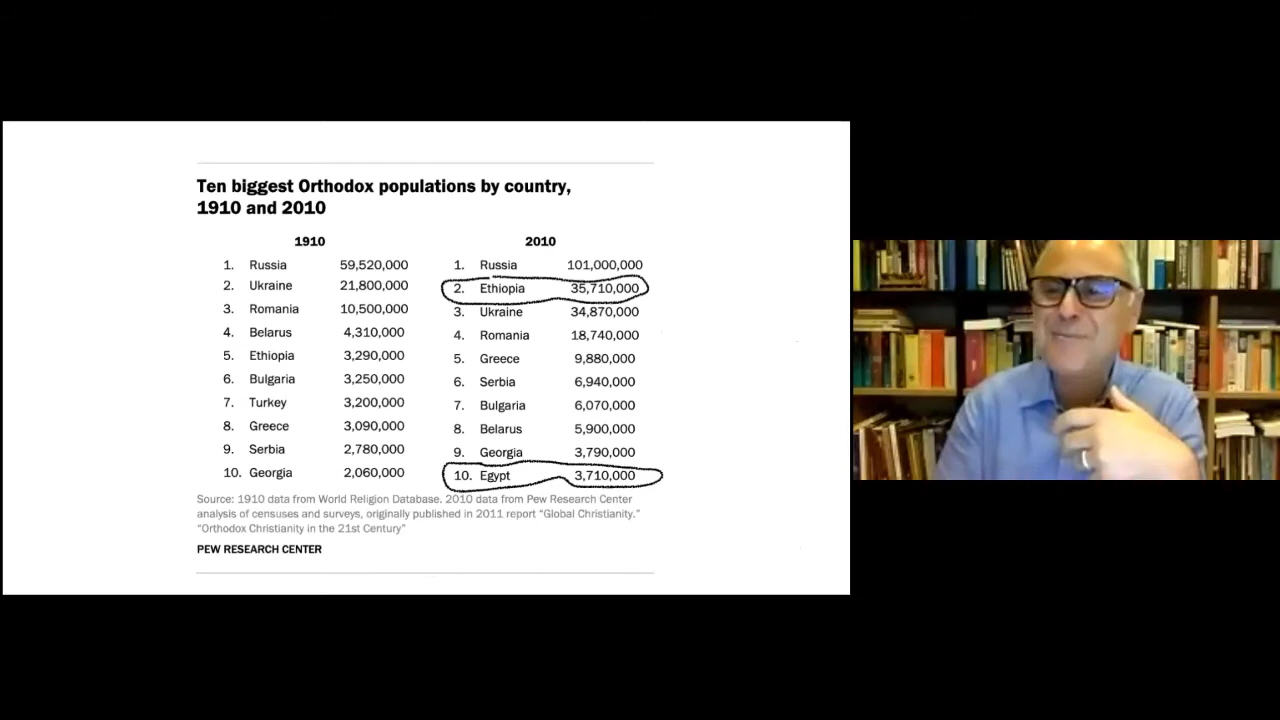 Ten biggest Orthodox populations by country,
1910 and 2010
1910 2010
1. Russia 59,520,000 1. Russia 101,000,000
2. Ukraine 21,800,000 2. Ethiopia 35,710,000
3. Romania 10,500,000 3. Ukraine 34,870,000
4. Belarus 4,310,000 4. Romania 18,740,000
5. Ethiopia 3,290,000 5. Greece 9,880,000
6. Bulgaria 3,250,000 6. Serbia 6,940,000
7. Turkey 3,200,000 7. Bulgaria 6,070,000
8. Greece 3,090,000 8. Belarus 5,900,000
9. Serbia 2,780,000 9. Georgia 3,790,000
10. Georgia 2,060,000 10. Egypt 3,710,000
Source: 1910 data from World Religion Database. 2010 data from Pew Research Center
analysis of censuses and surveys, originally published in 2011 report “Global Christianity.”
“Orthodox Christianity in the 21st Century”
PEW RESEARCH CENTER